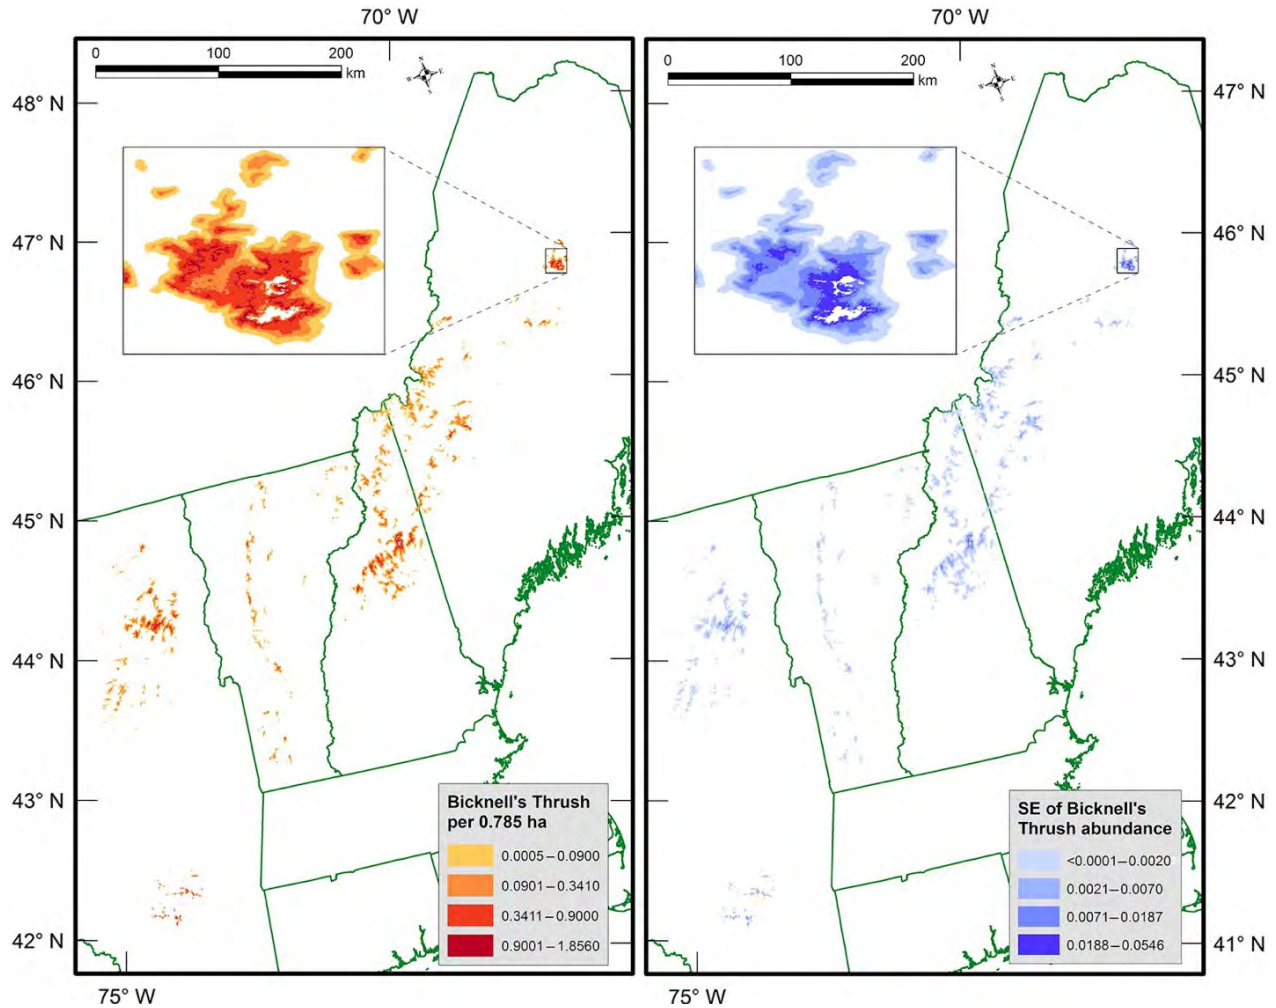 70° W
70° W
0 100 200
km
0 100 200
km
N
W E
S
N
W E
S
48° N
47° N
46° N
45° N
44° N
43° N
42° N
47° N
46° N
45° N
44° N
43° N
42° N
41° N
Bicknell's Thrush
per 0.785 ha
0.0005–0.0900
0.0901–0.3410
0.3411–0.9000
0.9001–1.8560
SE of Bicknell's
Thrush abundance
<0.0001–0.0020
0.0021–0.0070
0.0071–0.0187
0.0188–0.0546
75° W
75° W